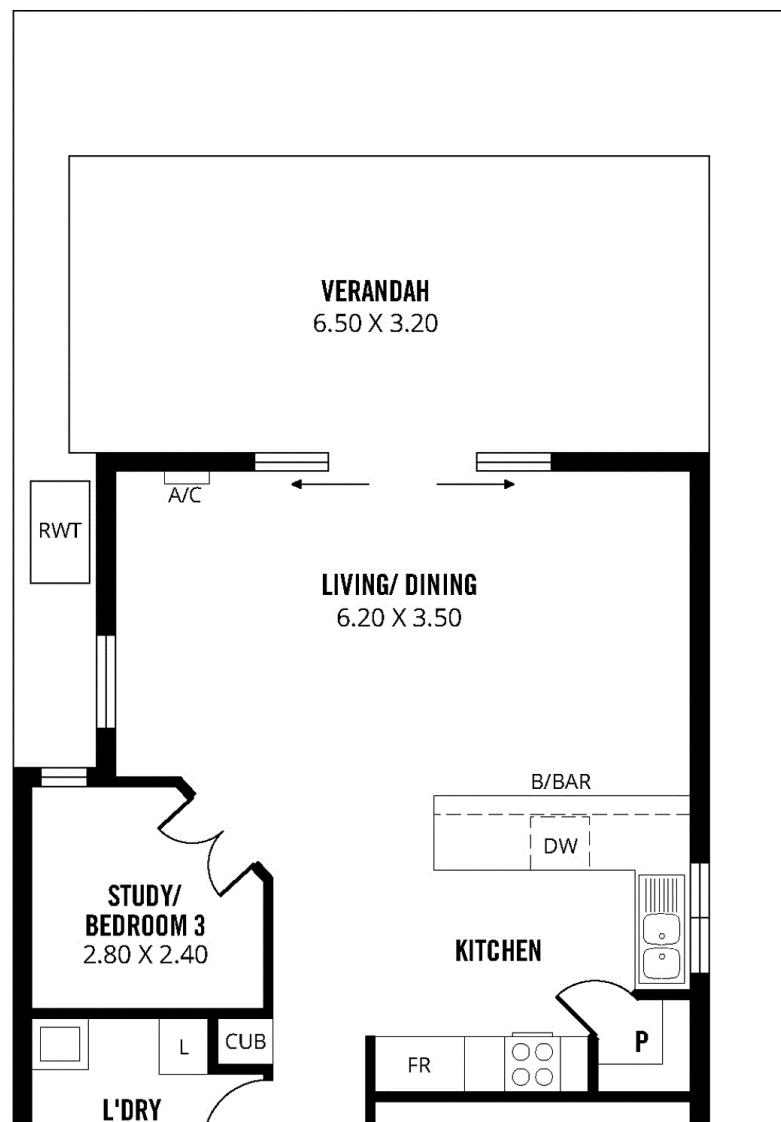 VERANDAH
6.50 X 3.20
A/C
RWT
LIVING/ DINING
6.20 X 3.50
B/BAR
DW
STUDY/
BEDROOM 3
2.80 X 2.40
KITCHEN
L
CUB
FR
P
L'DRY